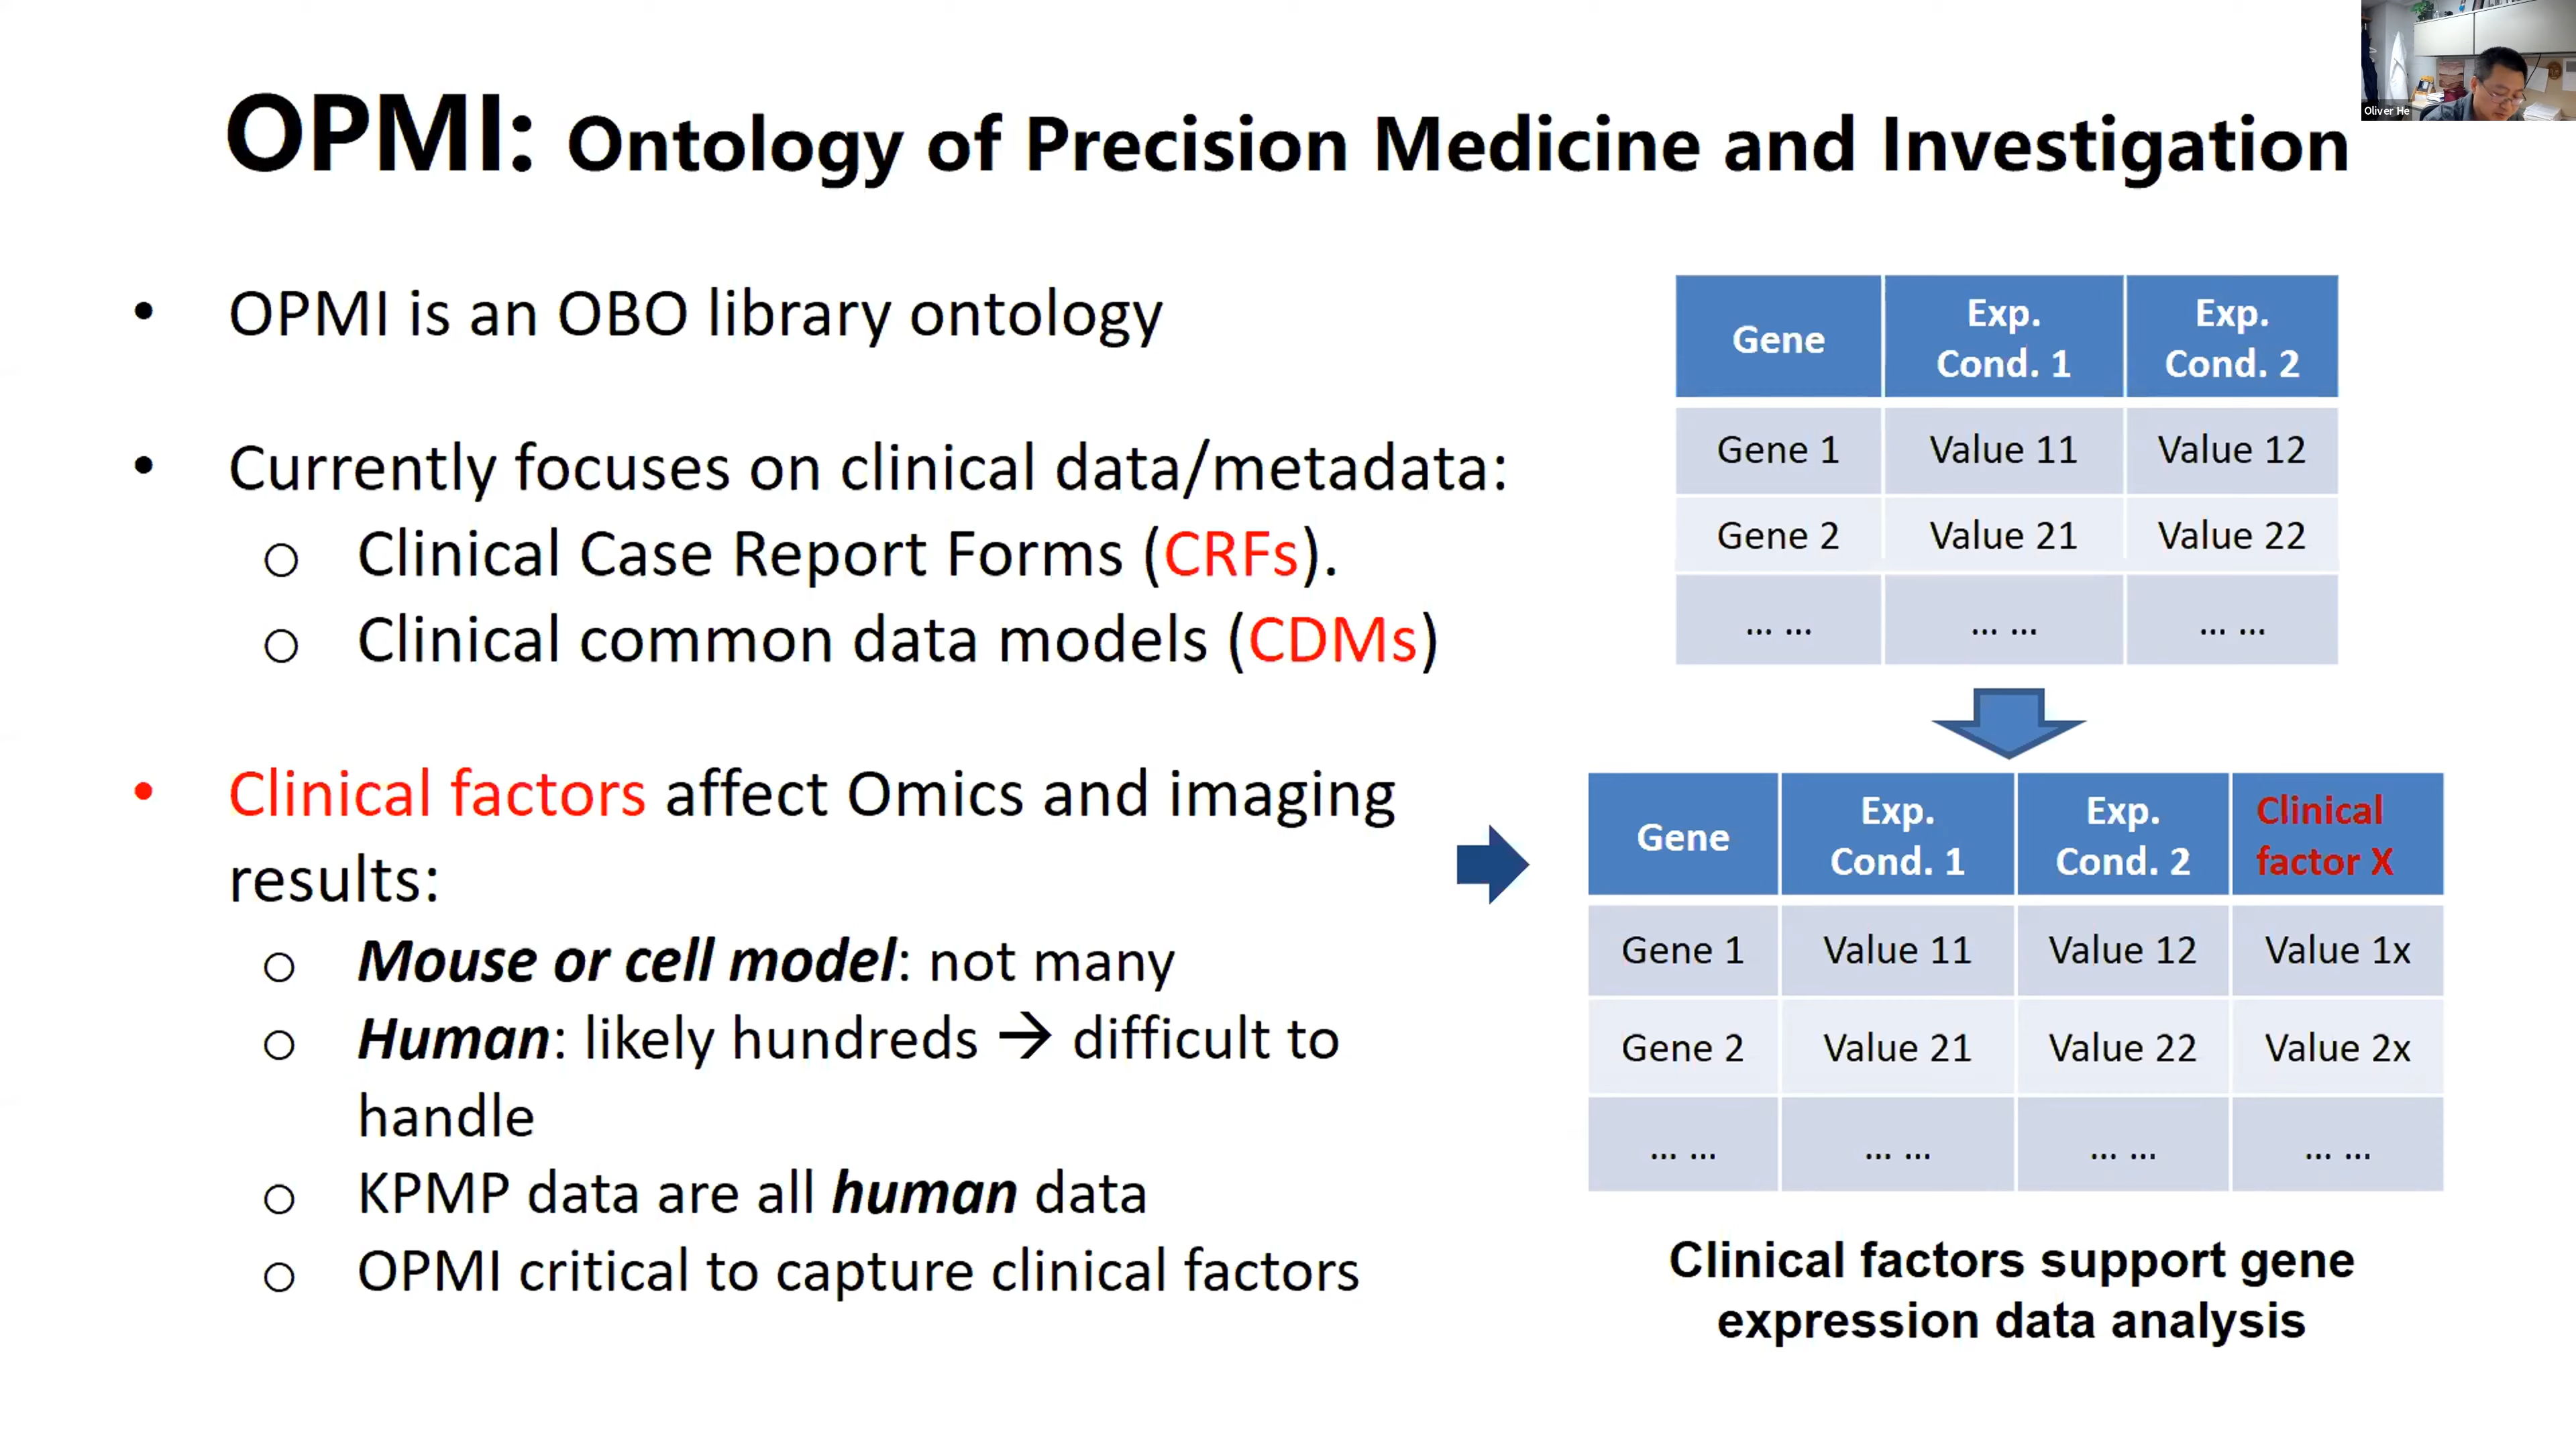 OPMI: Ontology of Precision Medicine and Investigation
Oliver He
• OPMI is an OBO library ontology
• Currently focuses on clinical data/metadata:
o Clinical Case Report Forms (CRFs).
o Clinical common data models (CDMs)
• Clinical factors affect Omics and imaging
results:
o Mouse or cell model: not many
o Human: likely hundreds → difficult to
handle
o KPMP data are all human data
o OPMI critical to capture clinical factors
Gene Exp. Cond. 1 Exp. Cond. 2
Gene 1 Value 11 Value 12
Gene 2 Value 21 Value 22
... ... ... ... ... ...
Gene Exp. Cond. 1 Exp. Cond. 2 Clinical factor X
Gene 1 Value 11 Value 12 Value 1x
Gene 2 Value 21 Value 22 Value 2x
... ... ... ... ... ... ... ...
Clinical factors support gene
expression data analysis